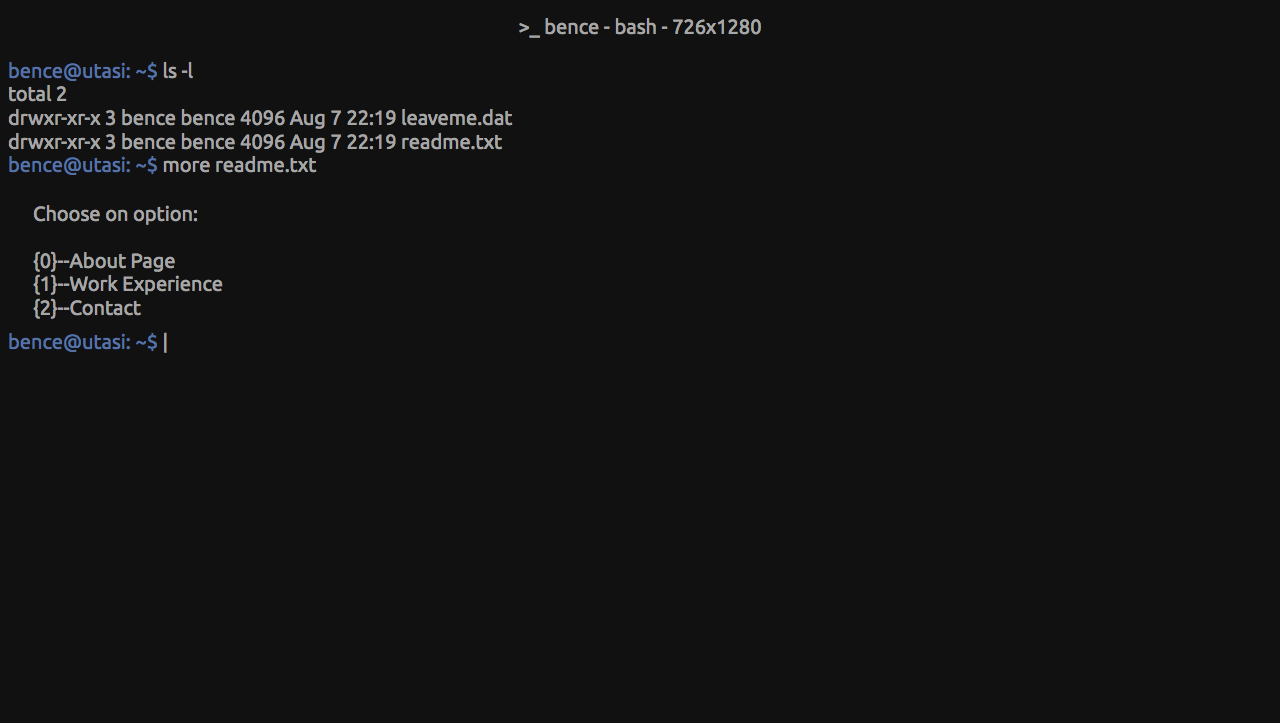 >_ bence - bash - 726x1280
bence@utasi: ~$ ls -l
total 2
drwxr-xr-x 3 bence bence 4096 Aug 7 22:19 leaveme.dat
drwxr-xr-x 3 bence bence 4096 Aug 7 22:19 readme.txt
bence@utasi: ~$ more readme.txt
Choose on option:
{0}--About Page
{1}--Work Experience
{2}--Contact
bence@utasi: ~$ |